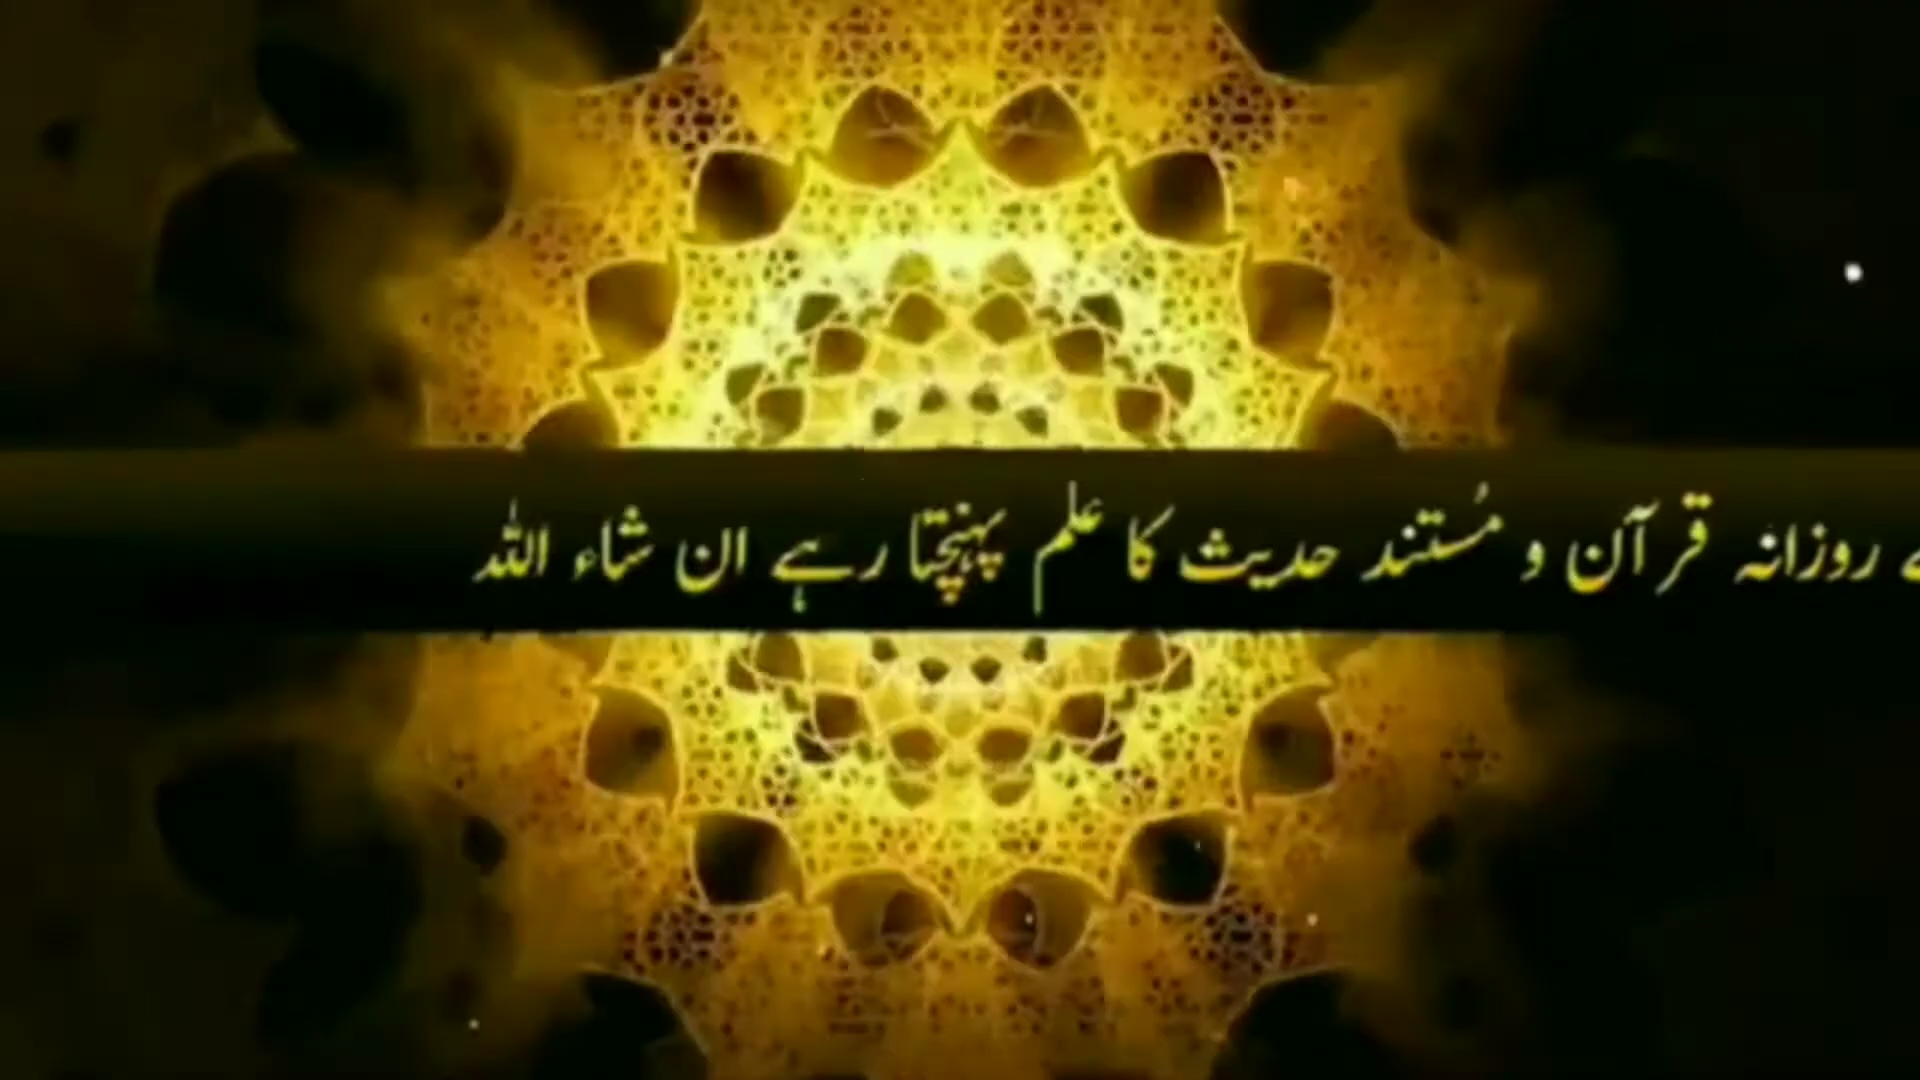 روزانہ قرآن و مُستند حدیث کا علم پہنچتا رہے ان شاء اللہ